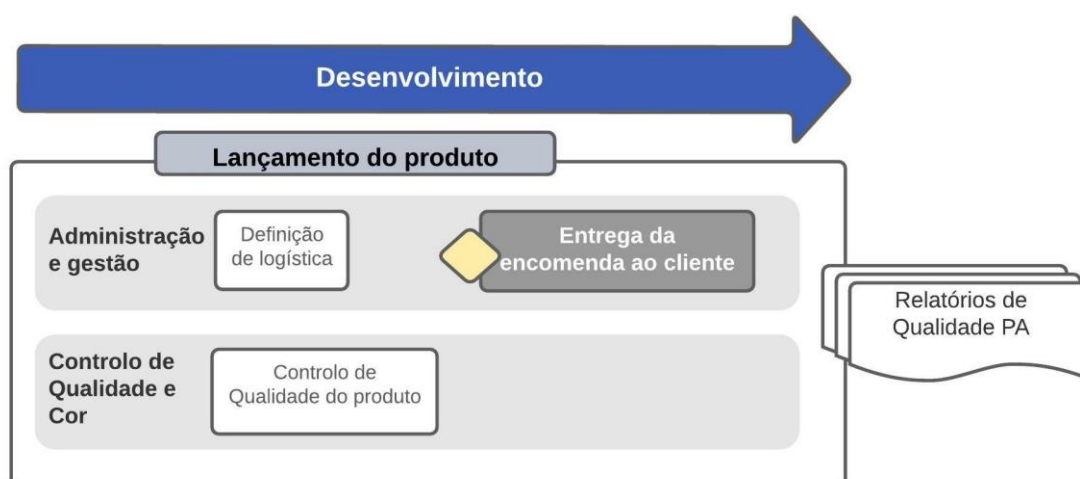 Desenvolvimento
Lançamento do produto
Administração
e gestão
Definição
de logística
Entrega da
encomenda ao cliente
Relatórios de
Qualidade PA
Controlo de
Qualidade e
Cor
Controlo de
Qualidade do produto